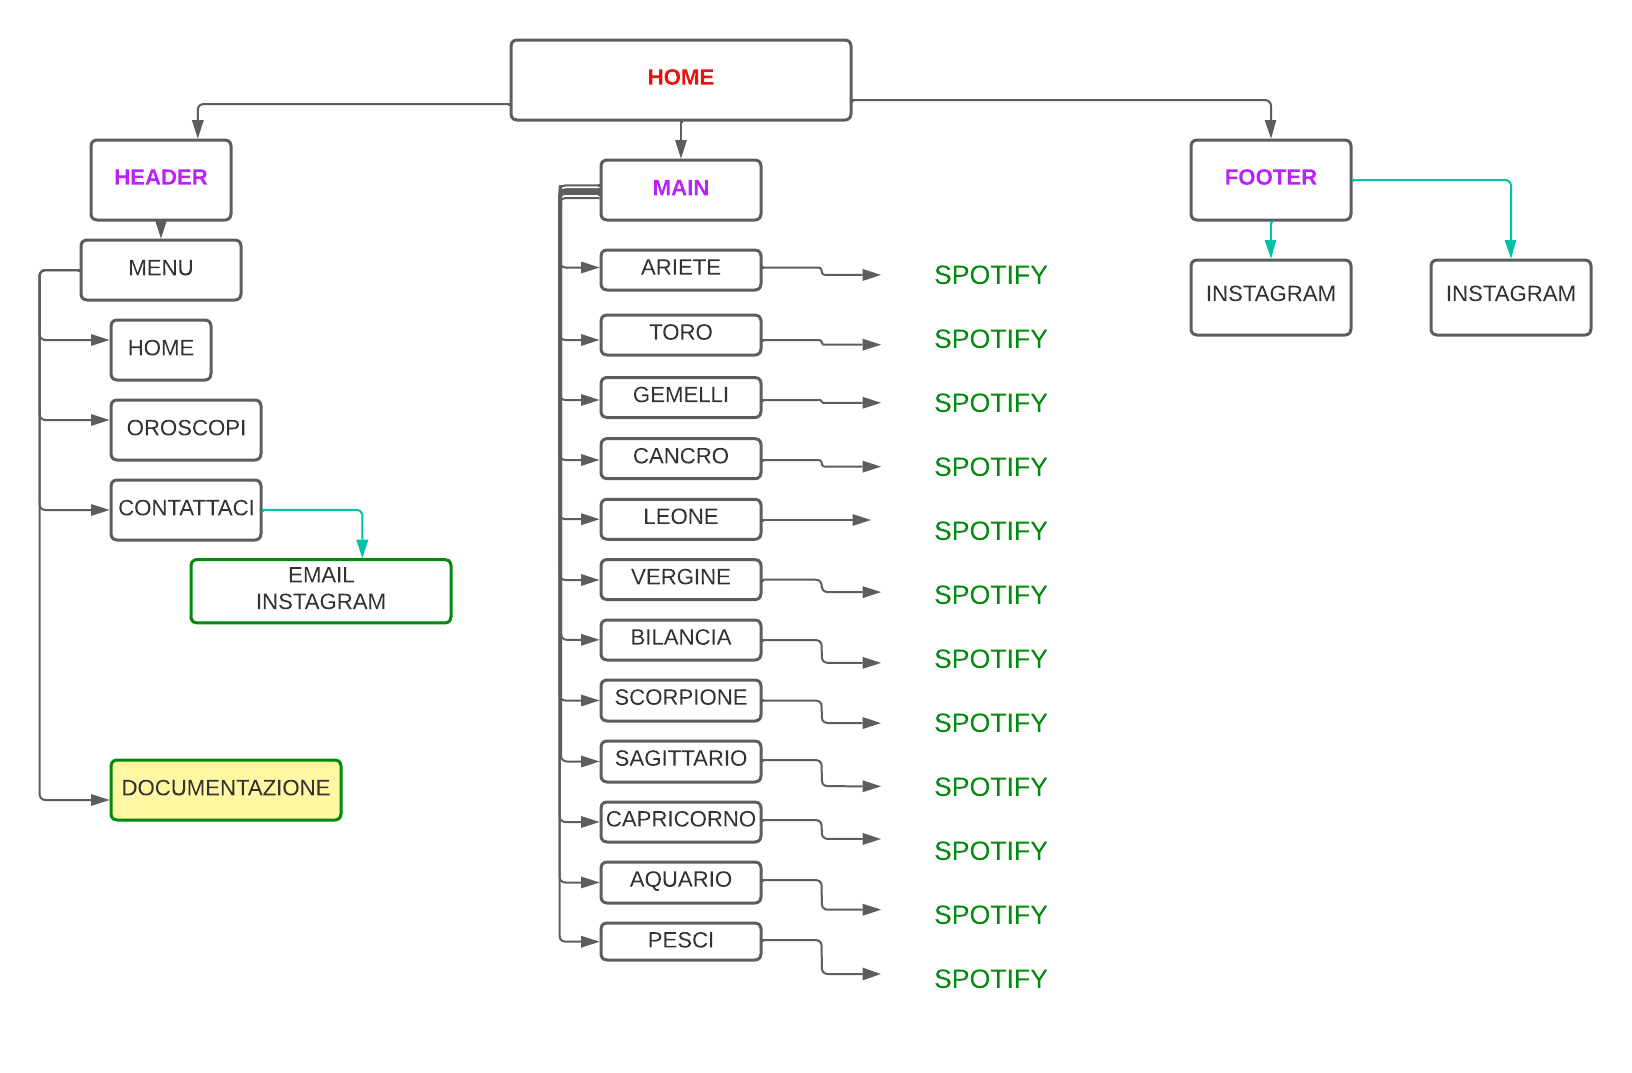 HOME
HEADER
MAIN
FOOTER
MENU
HOME
OROSCOPI
CONTATTACI
EMAIL
INSTAGRAM
DOCUMENTAZIONE
ARIETE
SPOTIFY
TORO
SPOTIFY
GEMELLI
SPOTIFY
CANCRO
SPOTIFY
LEONE
SPOTIFY
VERGINE
SPOTIFY
BILANCIA
SPOTIFY
SCORPIONE
SPOTIFY
SAGITTARIO
SPOTIFY
CAPRICORNO
SPOTIFY
AQUARIO
SPOTIFY
PESCI
SPOTIFY
INSTAGRAM
INSTAGRAM